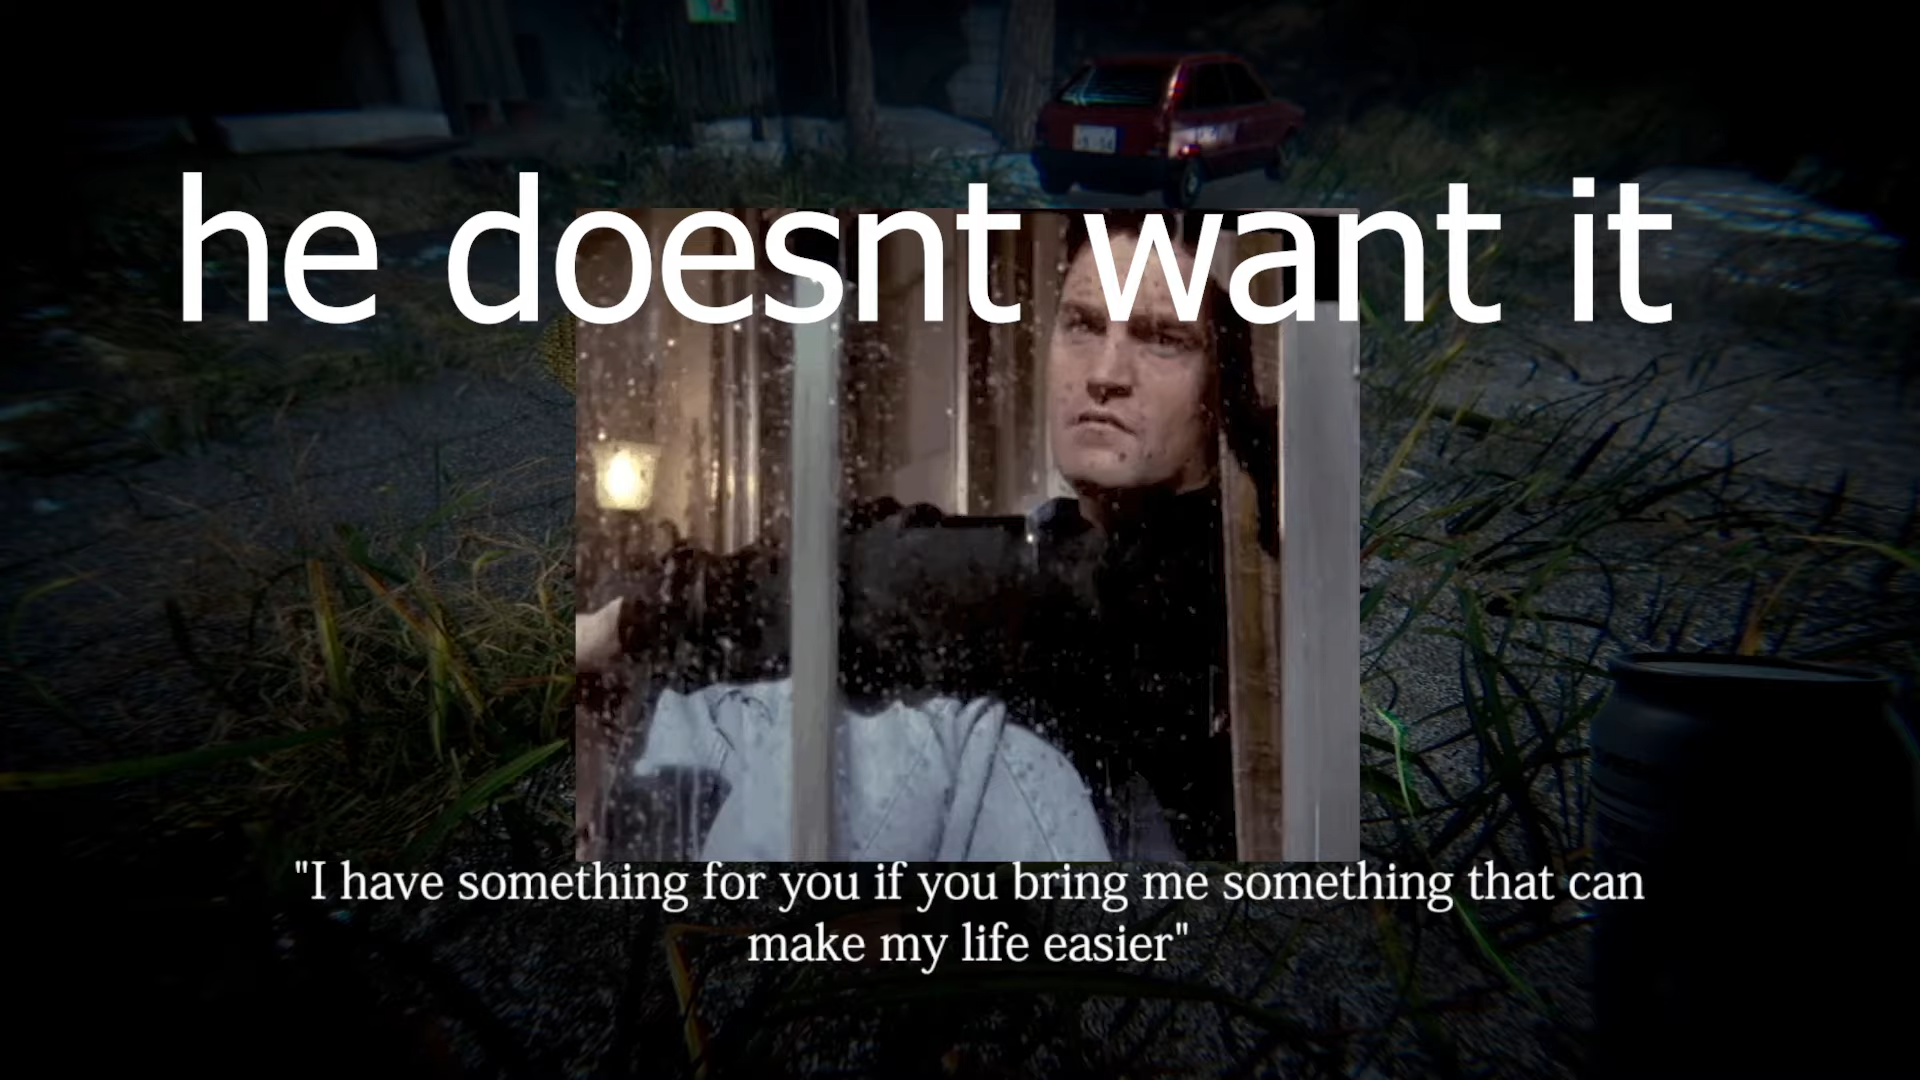 he doesnt want it
"I have something for you if you bring me something that can
make my life easier"